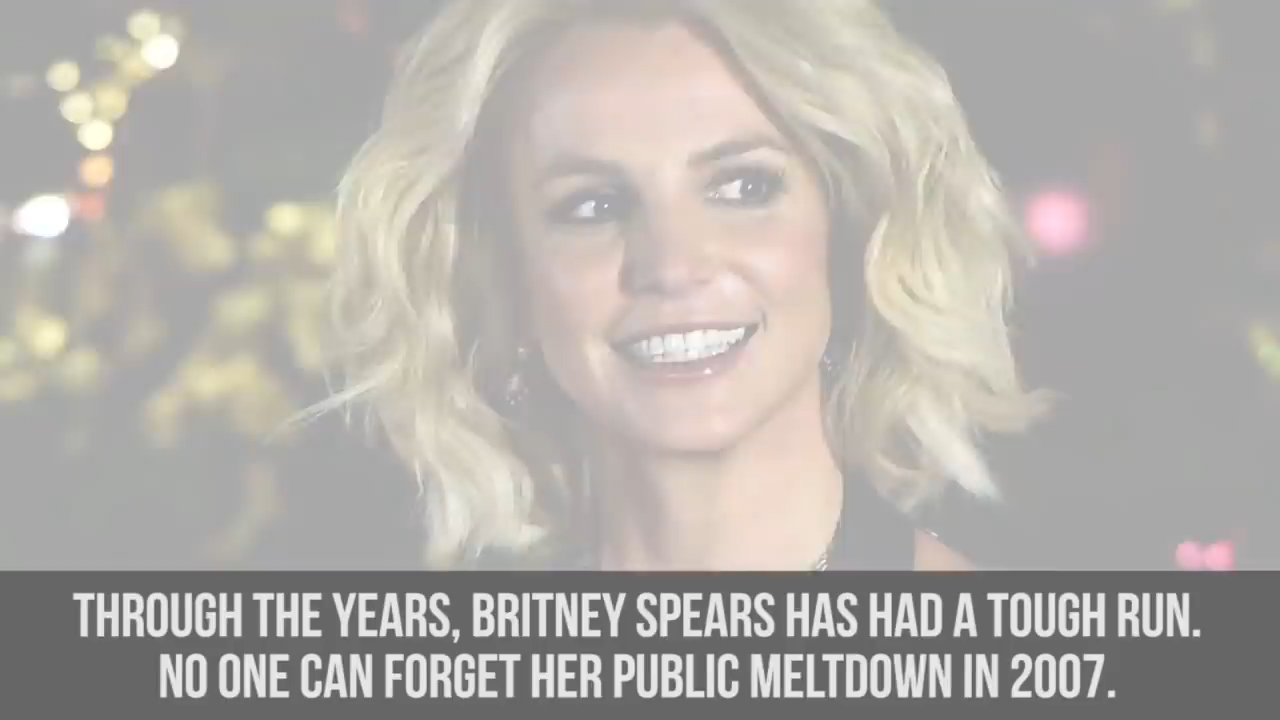 THROUGH THE YEARS, BRITNEY SPEARS HAS HAD A TOUGH RUN.
NO ONE CAN FORGET HER PUBLIC MELTDOWN IN 2007.